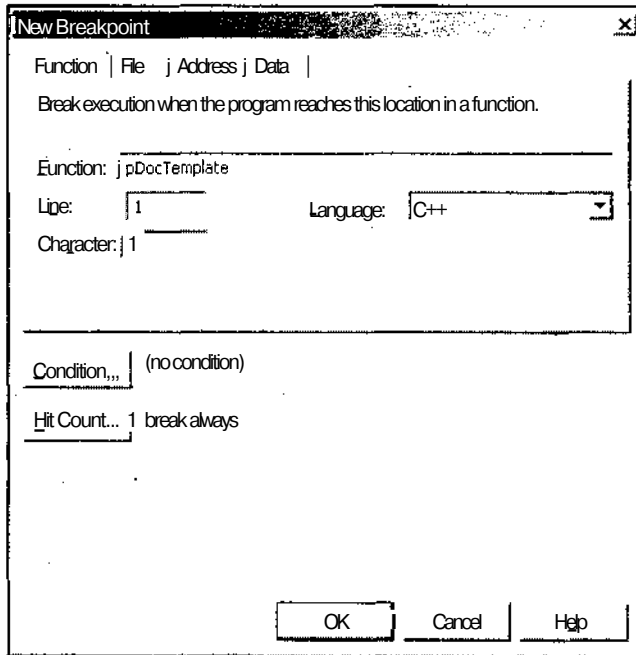 New Breakpoint ×
Function | File j Address j Data |
Break execution when the program reaches this location in a function.
Function: j pDocTemplate
Line: 1 Language: C++
Character: 1
Condition,,, (no condition)
Hit Count... 1 break always
OK Cancel Help